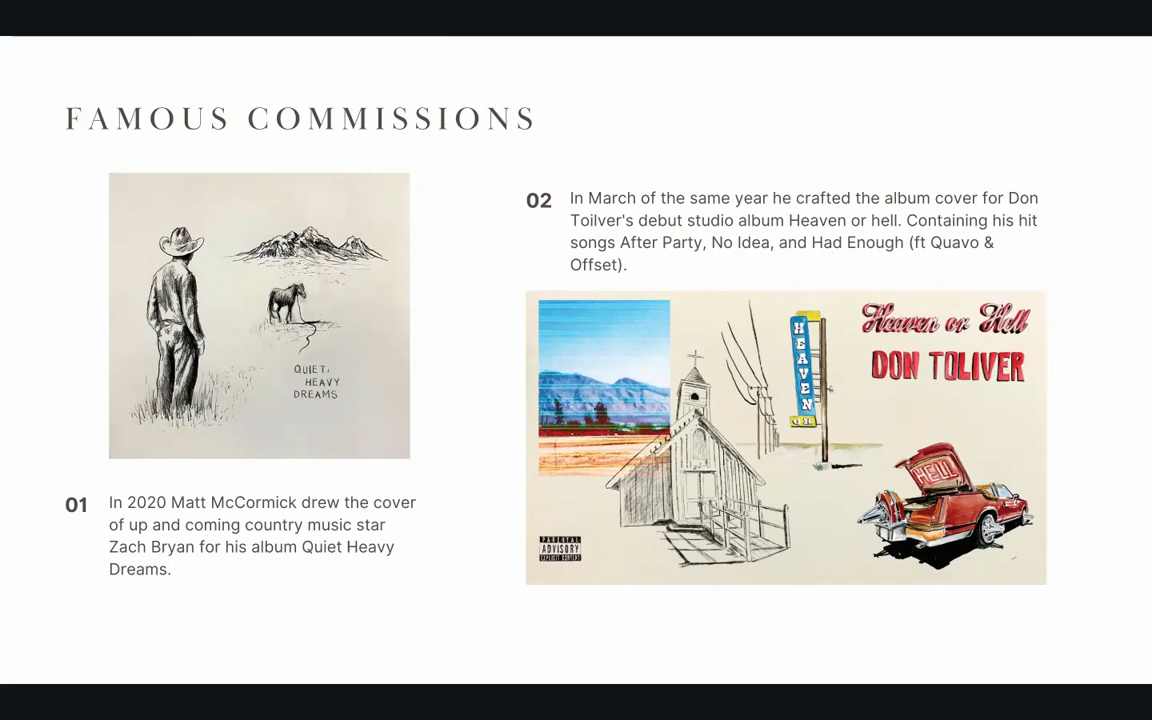 FAMOUS COMMISSIONS
QUIET,
HEAVY
DREAMS
01
In 2020 Matt McCormick drew the cover
of up and coming country music star
Zach Bryan for his album Quiet Heavy
Dreams.
02
In March of the same year he crafted the album cover for Don
Toilver's debut studio album Heaven or hell. Containing his hit
songs After Party, No Idea, and Had Enough (ft Quavo &
Offset).
HEAVEN
OR
Heaven or Hell
DON TOLIVER
HELL
PARENTAL
ADVISORY
EXPLICIT CONTENT